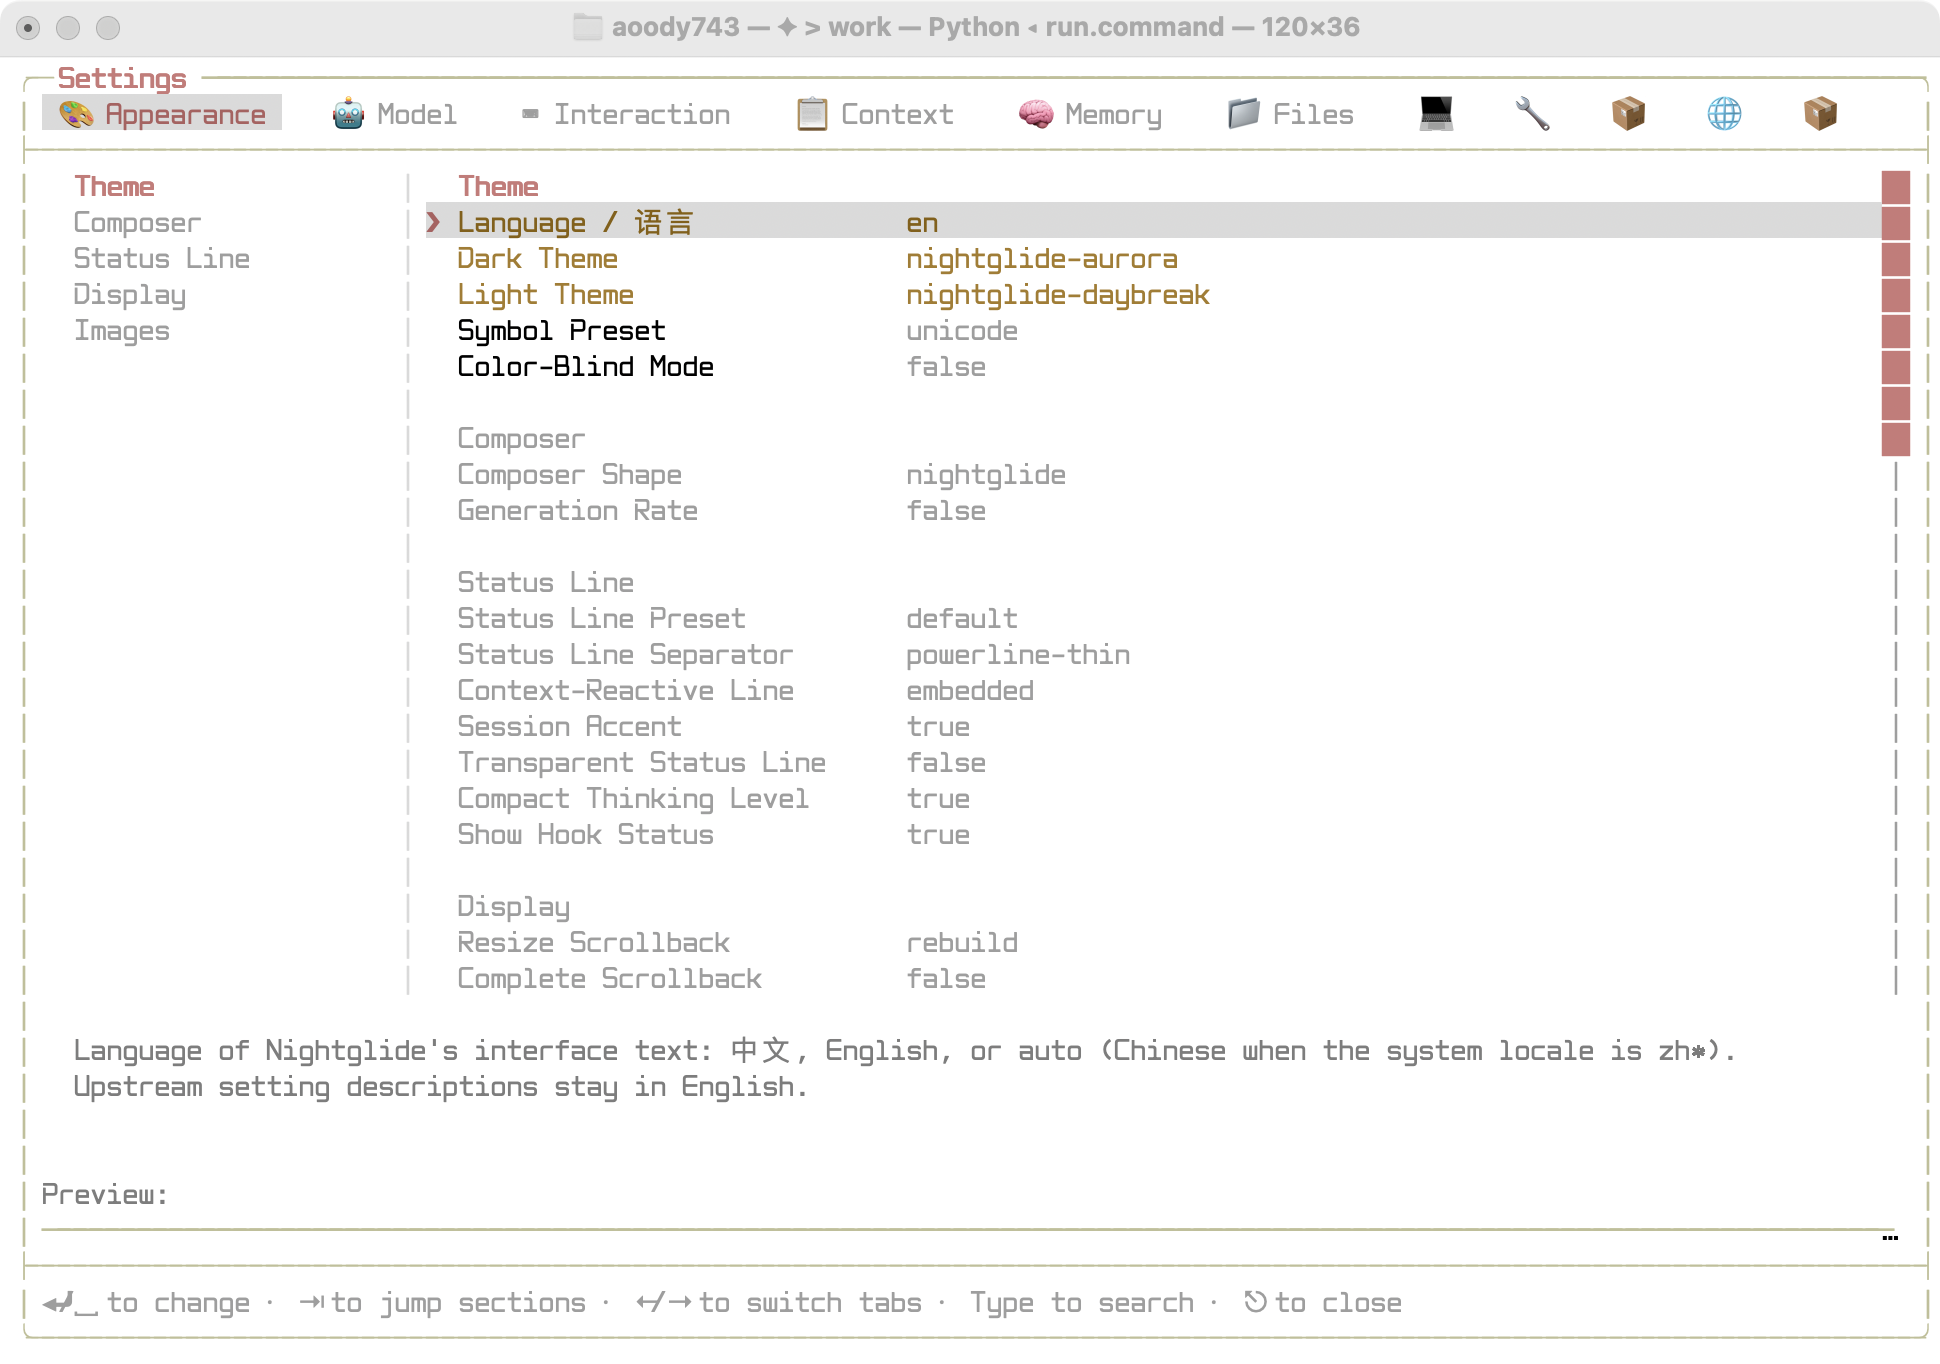 aoody743 — ✦ > work — Python ◂ run.command — 120×36
Settings
🎨 Appearance 🤖 Model ⌨ Interaction 📋 Context 🧠 Memory 📁 Files 💻 🔧 📦 🌐 📦
Theme
Composer
Status Line
Display
Images
Theme
❯ Language / 语言 en
Dark Theme nightglide-aurora
Light Theme nightglide-daybreak
Symbol Preset unicode
Color-Blind Mode false
Composer
Composer Shape nightglide
Generation Rate false
Status Line
Status Line Preset default
Status Line Separator powerline-thin
Context-Reactive Line embedded
Session Accent true
Transparent Status Line false
Compact Thinking Level true
Show Hook Status true
Display
Resize Scrollback rebuild
Complete Scrollback false
Language of Nightglide's interface text: 中文, English, or auto (Chinese when the system locale is zh*).
Upstream setting descriptions stay in English.
Preview:
…
to change · ⇥ to jump sections · ←/→ to switch tabs · Type to search · ⎋ to close